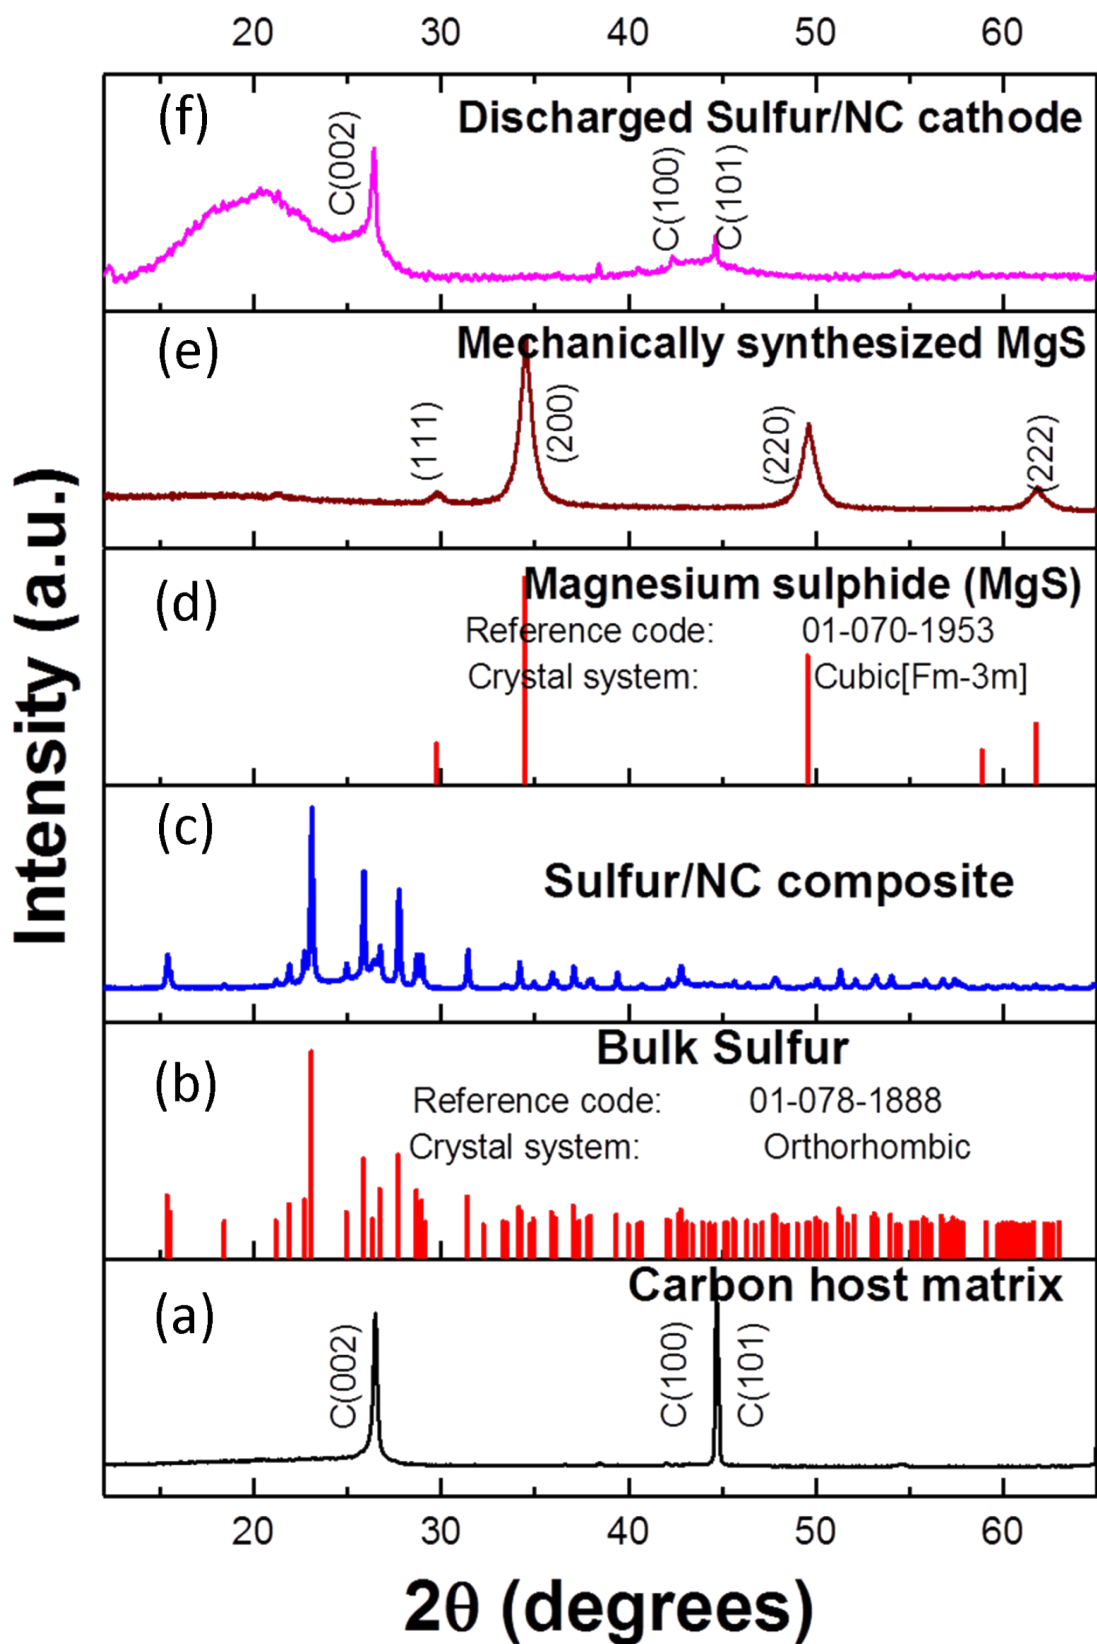 20 30 40 50 60
(f) Discharged Sulfur/NC cathode
C(002)
C(100)
C(101)
(e) Mechanically synthesized MgS
(111)
(200)
(220)
(222)
(d) Magnesium sulphide (MgS)
Reference code: 01-070-1953
Crystal system: Cubic[Fm-3m]
(c)
Sulfur/NC composite
Bulk Sulfur
(b)
Reference code: 01-078-1888
Crystal system: Orthorhombic
Carbon host matrix
(a)
C(002)
C(100)
C(101)
20 30 40 50 60
2θ (degrees)
Intensity (a.u.)